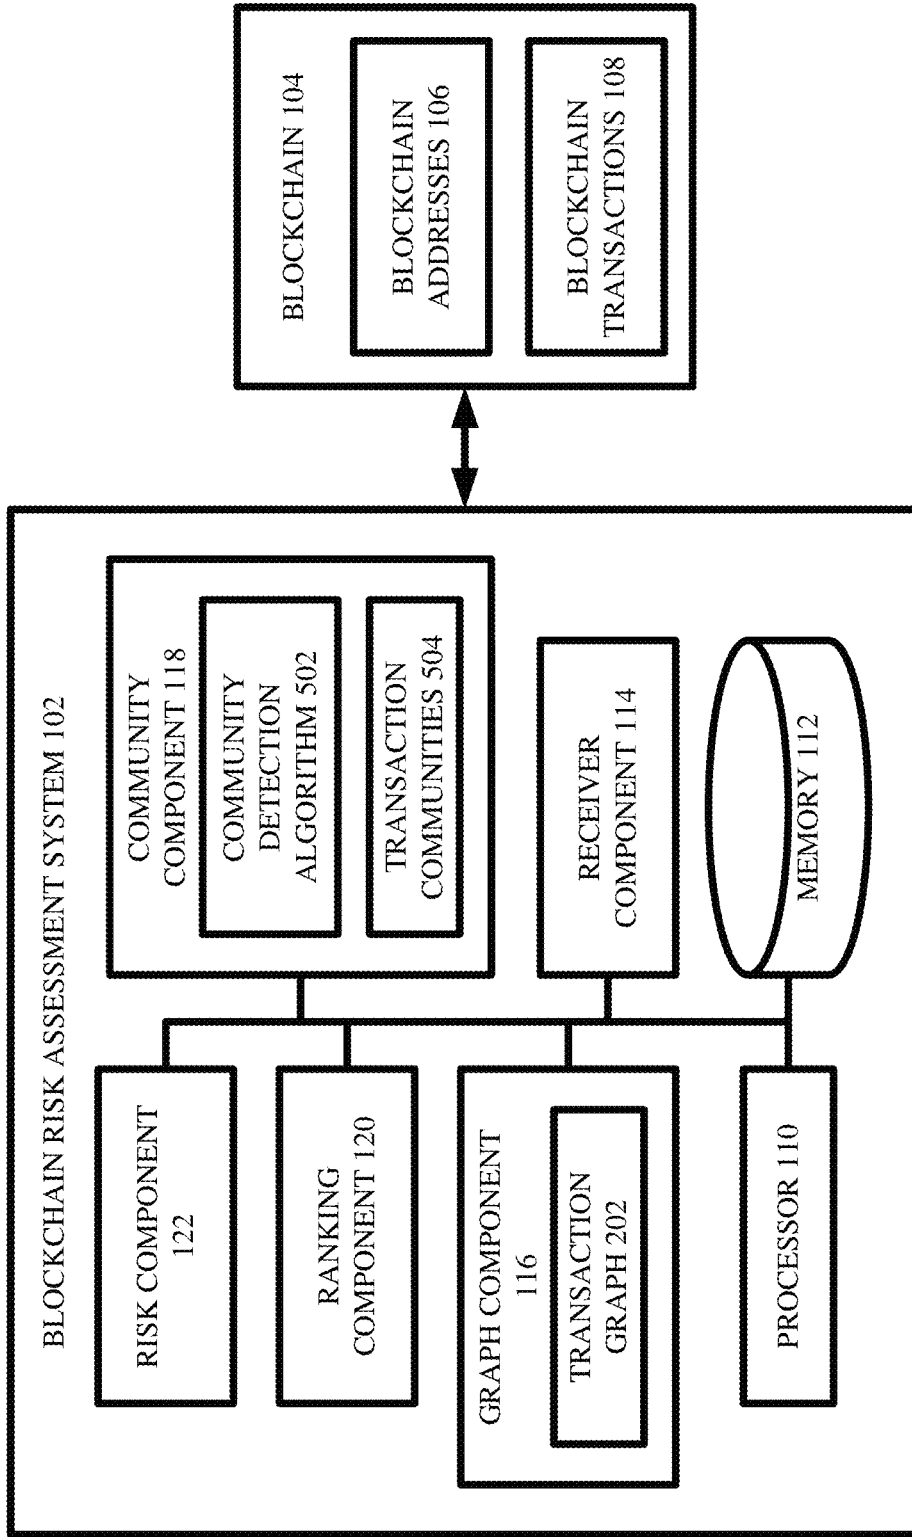 BLOCKCHAIN RISK ASSESSMENT SYSTEM 102
RISK COMPONENT
122
RANKING
COMPONENT 120
GRAPH COMPONENT
116
TRANSACTION
GRAPH 202
PROCESSOR 110
COMMUNITY
COMPONENT 118
COMMUNITY
DETECTION
ALGORITHM 502
TRANSACTION
COMMUNITIES 504
RECEIVER
COMPONENT 114
MEMORY 112
BLOCKCHAIN 104
BLOCKCHAIN
ADDRESSES 106
BLOCKCHAIN
TRANSACTIONS 108